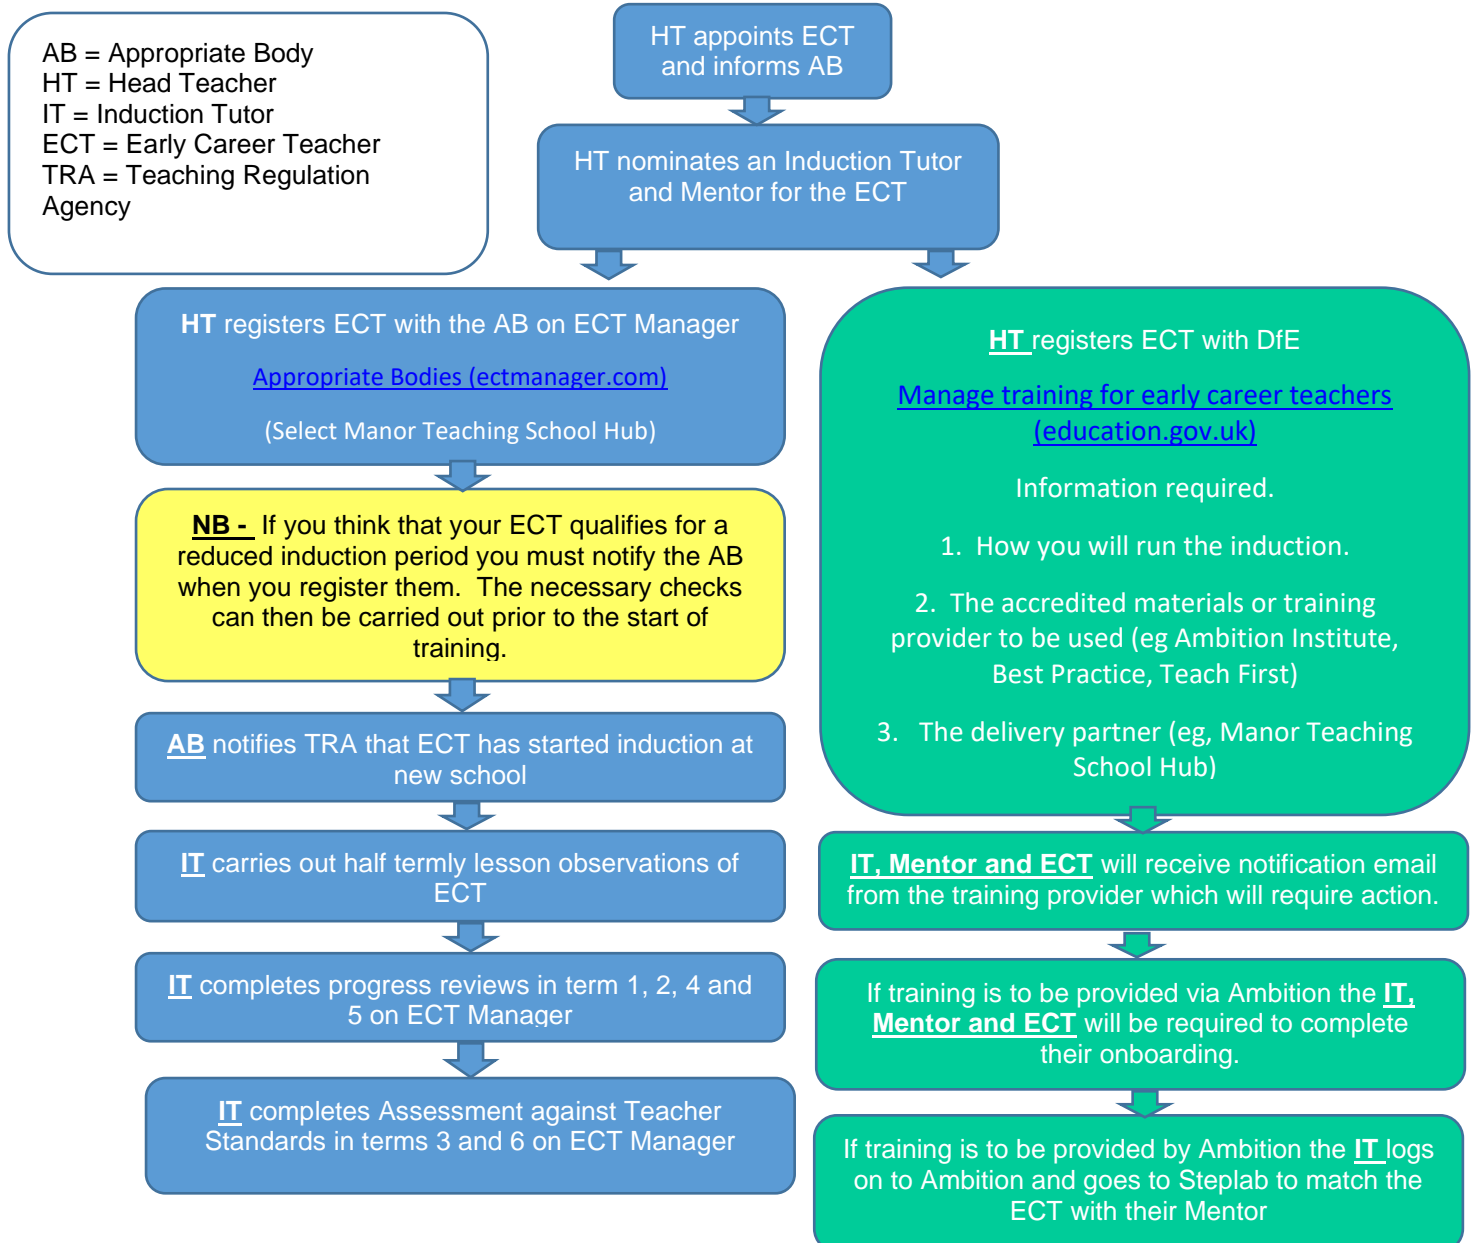 AB = Appropriate Body
HT = Head Teacher
IT = Induction Tutor
ECT = Early Career Teacher
TRA = Teaching Regulation
Agency
HT appoints ECT
and informs AB
HT nominates an Induction Tutor
and Mentor for the ECT
HT registers ECT with the AB on ECT Manager
Appropriate Bodies (ectmanager.com)
(Select Manor Teaching School Hub)
NB - If you think that your ECT qualifies for a
reduced induction period you must notify the AB
when you register them. The necessary checks
can then be carried out prior to the start of
training.
AB notifies TRA that ECT has started induction at
new school
IT carries out half termly lesson observations of
ECT
IT completes progress reviews in term 1, 2, 4 and
5 on ECT Manager
IT completes Assessment against Teacher
Standards in terms 3 and 6 on ECT Manager
HT registers ECT with DfE
Manage training for early career teachers
(education.gov.uk)
Information required.
1. How you will run the induction.
2. The accredited materials or training
provider to be used (eg Ambition Institute,
Best Practice, Teach First)
3. The delivery partner (eg, Manor Teaching
School Hub)
IT, Mentor and ECT will receive notification email
from the training provider which will require action.
If training is to be provided via Ambition the IT,
Mentor and ECT will be required to complete
their onboarding.
If training is to be provided by Ambition the IT logs
on to Ambition and goes to Steplab to match the
ECT with their Mentor